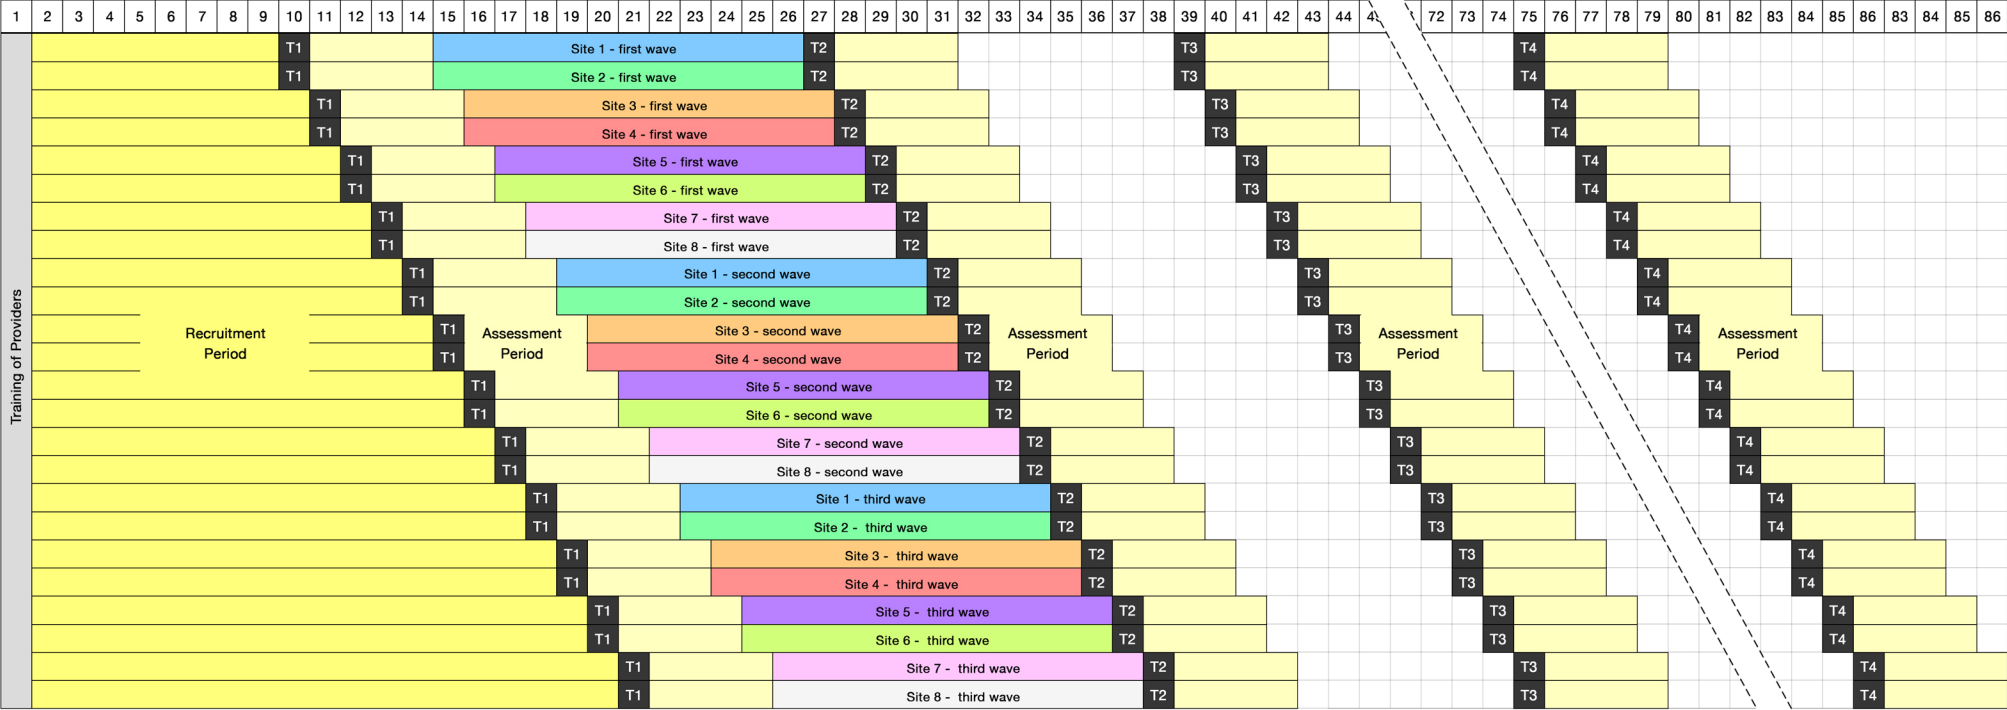 1 2 3 4 5 6 7 8 9 10 11 12 13 14 15 16 17 18 19 20 21 22 23 24 25 26 27 28 29 30 31 32 33 34 35 36 37 38 39 40 41 42 43 44 72 73 74 75 76 77 78 79 80 81 82 83 84 85 86 83 84 85 86
Training of Providers
T1 Site 1 - first wave T2 T3 T4
T1 Site 2 - first wave T2 T3 T4
T1 Site 3 - first wave T2 T3 T4
T1 Site 4 - first wave T2 T3 T4
T1 Site 5 - first wave T2 T3 T4
T1 Site 6 - first wave T2 T3 T4
T1 Site 7 - first wave T2 T3 T4
T1 Site 8 - first wave T2 T3 T4
T1 Site 1 - second wave T2 T3 T4
T1 Site 2 - second wave T2 T3 T4
Recruitment
Period
Assessment
Period
Assessment
Period
Assessment
Period
Assessment
Period
T1 Site 3 - second wave T2 T3 T4
T1 Site 4 - second wave T2 T3 T4
T1 Site 5 - second wave T2 T3 T4
T1 Site 6 - second wave T2 T3 T4
T1 Site 7 - second wave T2 T3 T4
T1 Site 8 - second wave T2 T3 T4
T1 Site 1 - third wave T2 T3 T4
T1 Site 2 - third wave T2 T3 T4
T1 Site 3 - third wave T2 T3 T4
T1 Site 4 - third wave T2 T3 T4
T1 Site 5 - third wave T2 T3 T4
T1 Site 6 - third wave T2 T3 T4
T1 Site 7 - third wave T2 T3 T4
T1 Site 8 - third wave T2 T3 T4